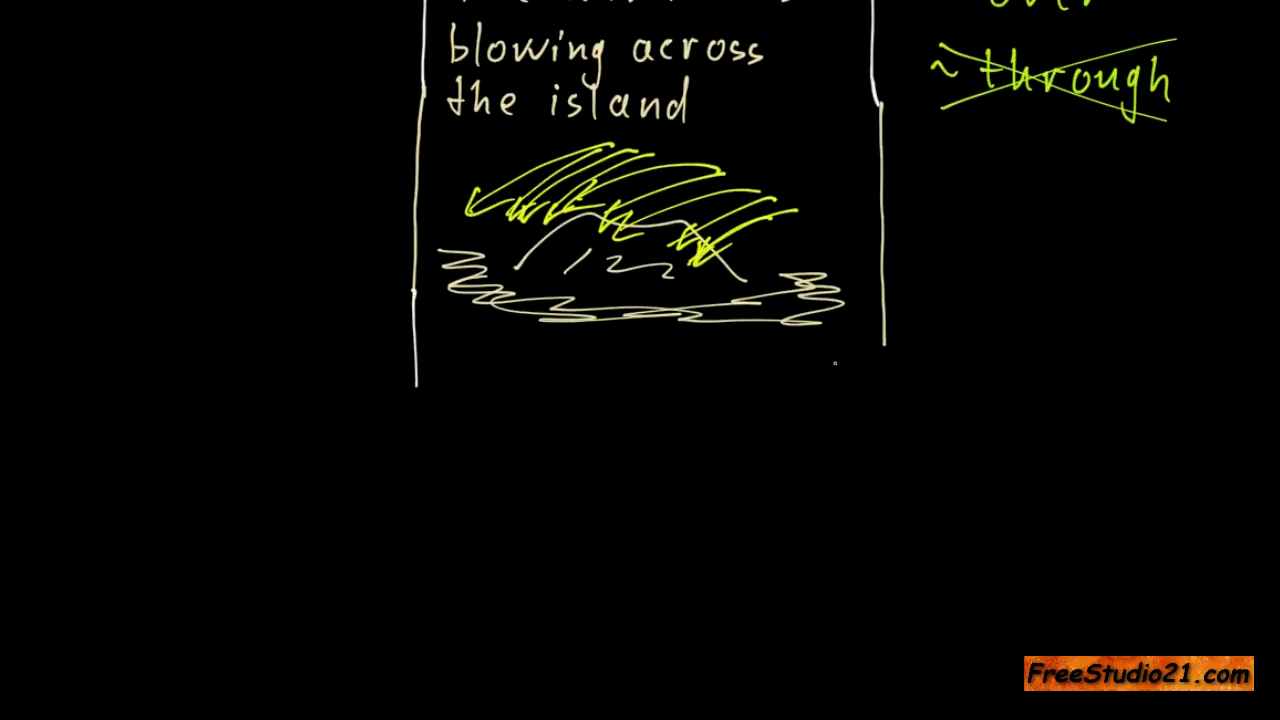 blowing across
the island
~ through
FreeStudio21.com